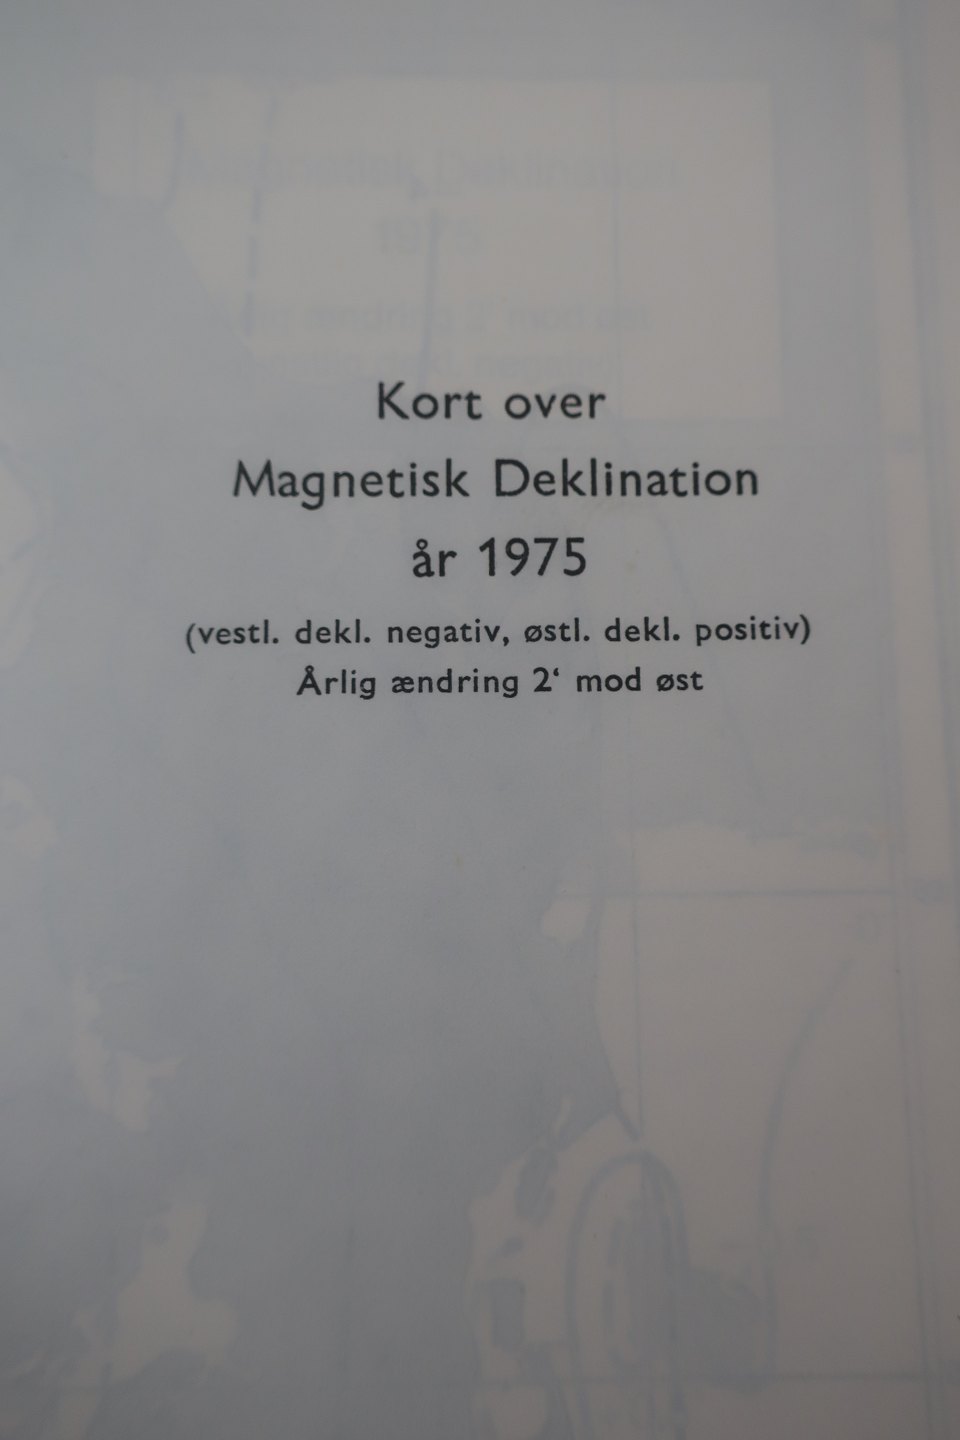 Kort over
Magnetisk Deklination
år 1975
(vestl. dekl. negativ, østl. dekl. positiv)
Årlig ændring 2‘ mod øst